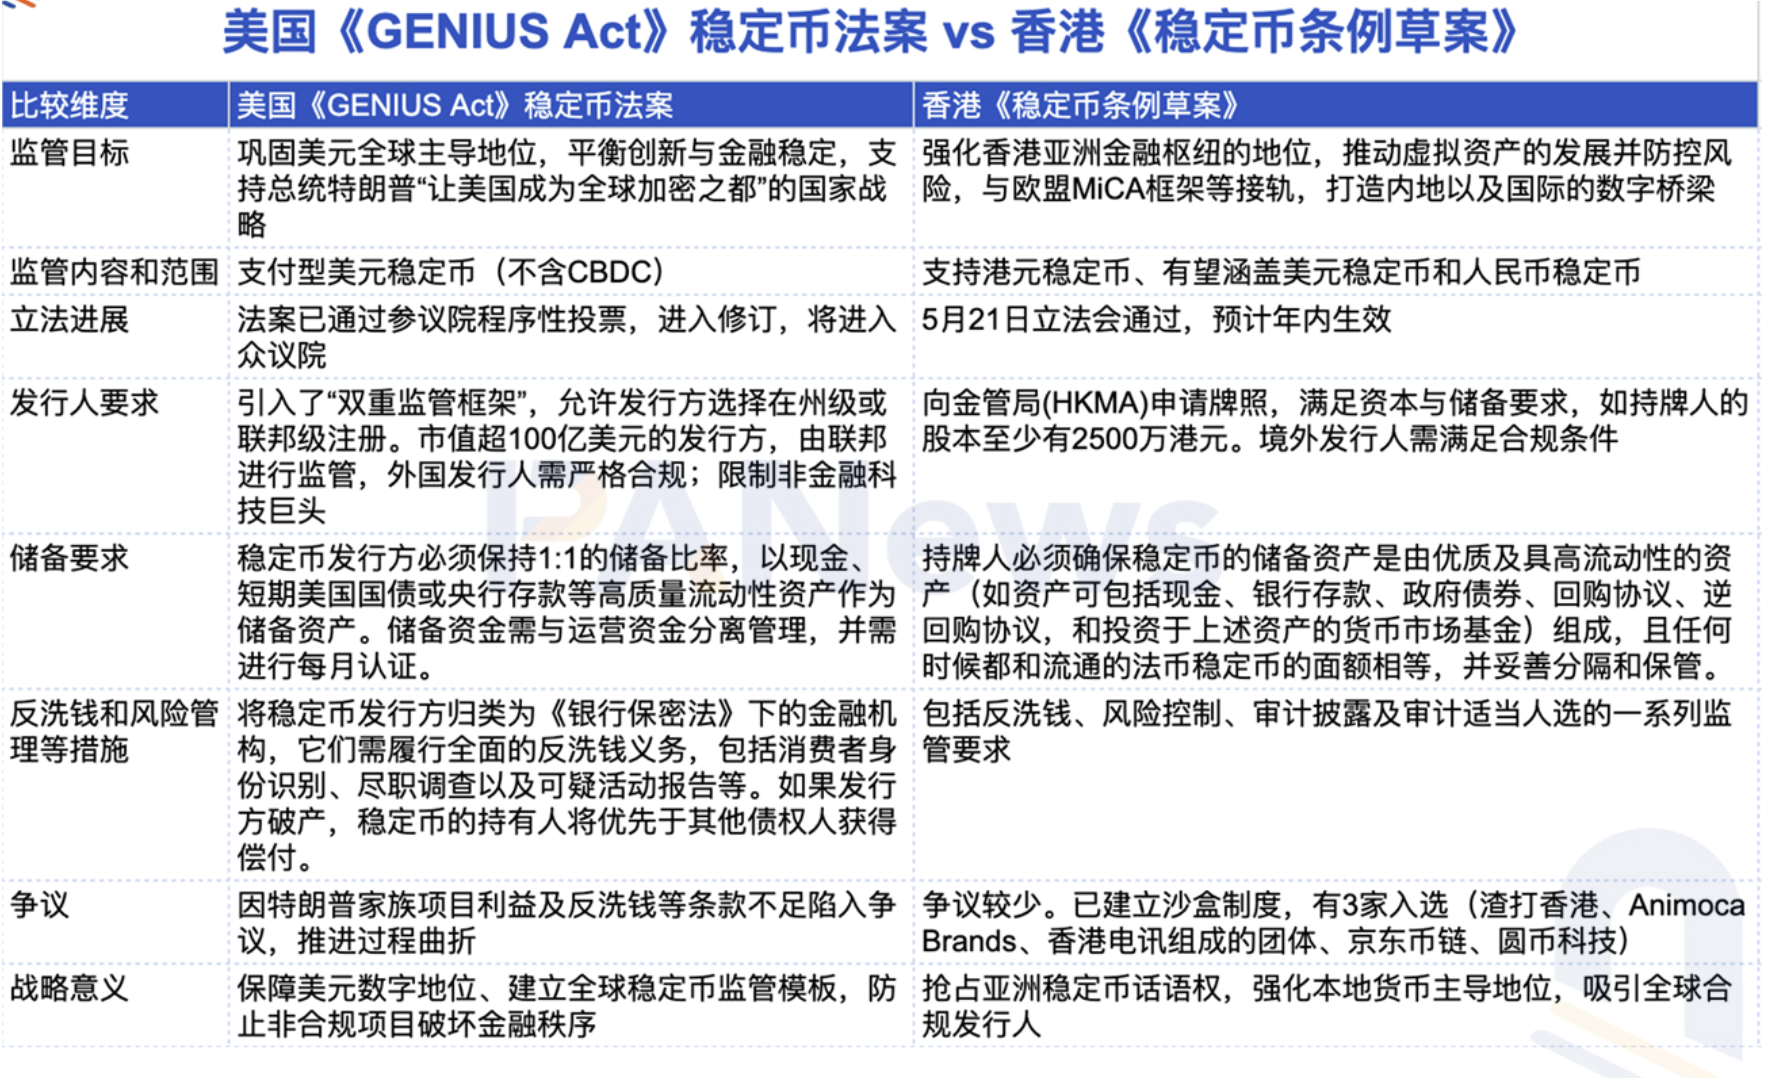 美国《GENIUS Act》稳定币法案 vs 香港《稳定币条例草案》
比较维度
美国《GENIUS Act》稳定币法案
香港《稳定币条例草案》
监管目标
巩固美元全球主导地位，平衡创新与金融稳定，支
持总统特朗普“让美国成为全球加密之都”的国家战
略
强化香港亚洲金融枢纽的地位，推动虚拟资产的发展并防控风
险，与欧盟MiCA框架等接轨，打造内地以及国际的数字桥梁
监管内容和范围
支付型美元稳定币（不含CBDC）
支持港元稳定币、有望涵盖美元稳定币和人民币稳定币
立法进展
法案已通过参议院程序性投票，进入修订，将进入
众议院
5月21日立法会通过，预计年内生效
发行人要求
引入了“双重监管框架”，允许发行方选择在州级或
联邦级注册。市值超100亿美元的发行方，由联邦
进行监管，外国发行人需严格合规；限制非金融科
技巨头
向金管局(HKMA)申请牌照，满足资本与储备要求，如持牌人的
股本至少有2500万港元。境外发行人需满足合规条件
储备要求
稳定币发行方必须保持1:1的储备比率，以现金、
短期美国国债或央行存款等高质量流动性资产作为
储备资产。储备资金需与运营资金分离管理，并需
进行每月认证。
持牌人必须确保稳定币的储备资产是由优质及具高流动性的资
产（如资产可包括现金、银行存款、政府债券、回购协议、逆
回购协议，和投资于上述资产的货币市场基金）组成，且任何
时候都和流通的法币稳定币的面额相等，并妥善分隔和保管。
反洗钱和风险管
理等措施
将稳定币发行方归类为《银行保密法》下的金融机
构，它们需履行全面的反洗钱义务，包括消费者身
份识别、尽职调查以及可疑活动报告等。如果发行
方破产，稳定币的持有人将优先于其他债权人获得
偿付。
包括反洗钱、风险控制、审计披露及审计适当人选的一系列监
管要求
争议
因特朗普家族项目利益及反洗钱等条款不足陷入争
议，推进过程曲折
争议较少。已建立沙盒制度，有3家入选（渣打香港、Animoca
Brands、香港电讯组成的团体、京东币链、圆币科技）
战略意义
保障美元数字地位、建立全球稳定币监管模板，防
止非合规项目破坏金融秩序
抢占亚洲稳定币话语权，强化本地货币主导地位，吸引全球合
规发行人
PANews